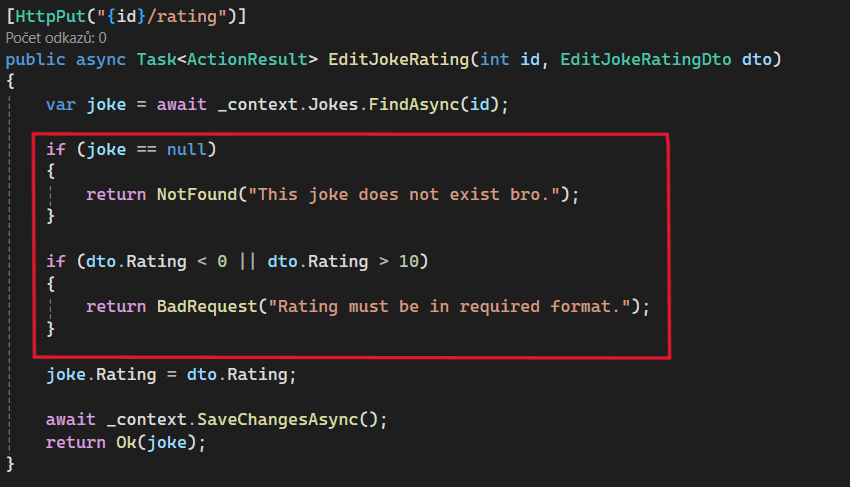 [HttpPut("{id}/rating")]
Počet odkazů: 0
public async Task<ActionResult> EditJokeRating(int id, EditJokeRatingDto dto)
{
var joke = await _context.Jokes.FindAsync(id);
if (joke == null)
{
return NotFound("This joke does not exist bro.");
}
if (dto.Rating < 0 || dto.Rating > 10)
{
return BadRequest("Rating must be in required format.");
}
joke.Rating = dto.Rating;
await _context.SaveChangesAsync();
return Ok(joke);
}